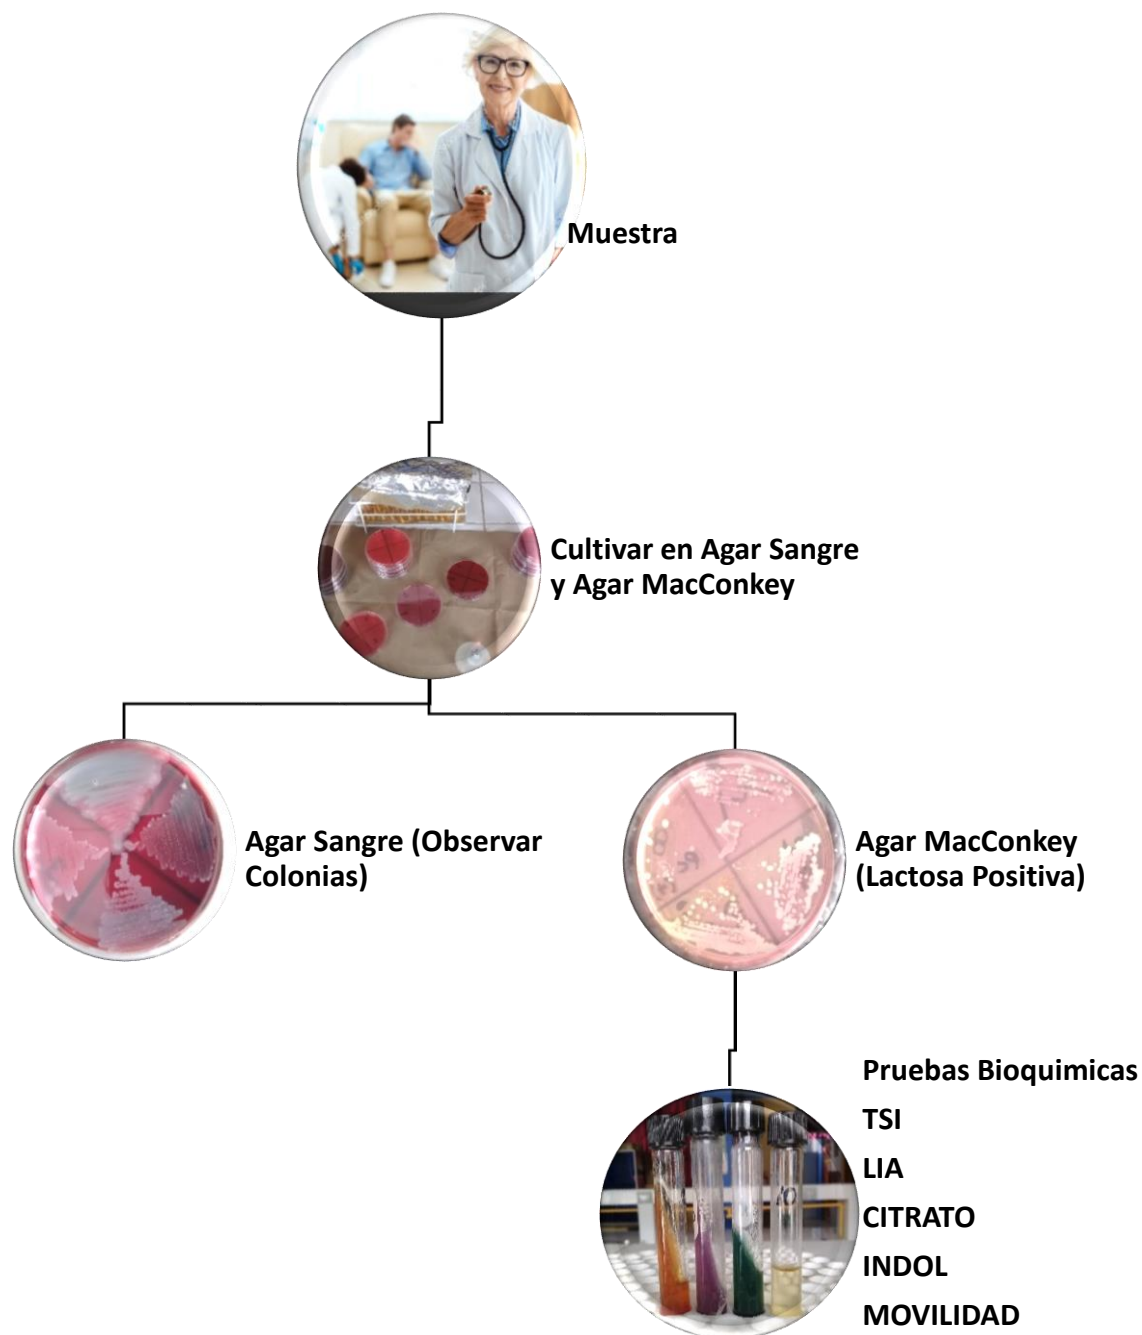 Muestra
Cultivar en Agar Sangre
y Agar MacConkey
Agar Sangre (Observar
Colonias)
Agar MacConkey
(Lactosa Positiva)
Pruebas Bioquimicas
TSI
LIA
CITRATO
INDOL
MOVILIDAD